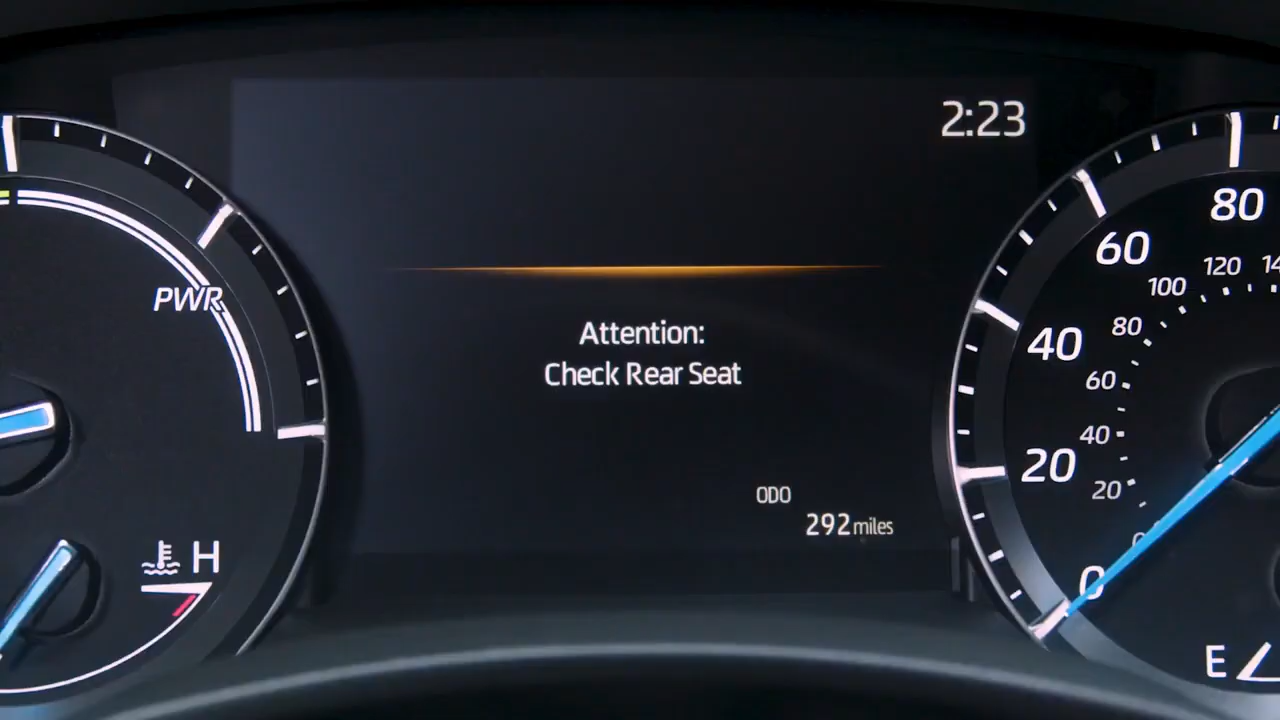 2:23
PWR
Attention:
Check Rear Seat
ODO
292 miles
H
80
60
40
20
0
120
100
80
60
40
20
E